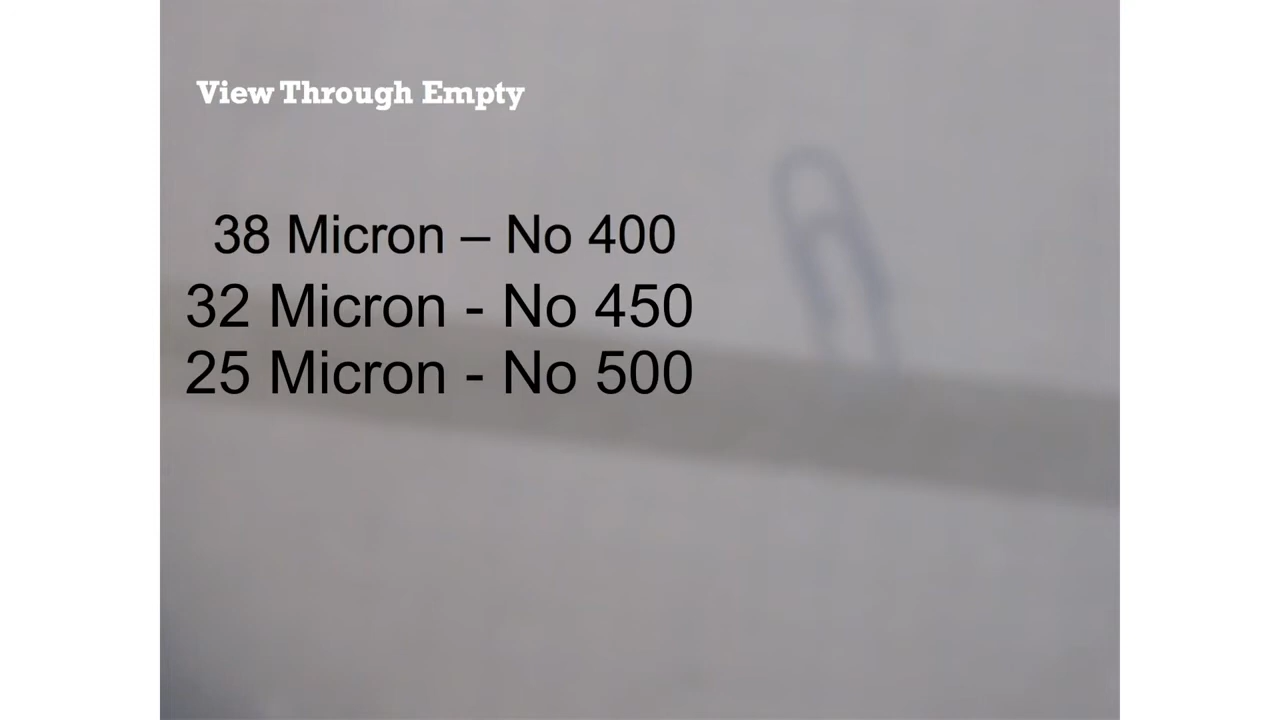 View Through Empty
38 Micron – No 400
32 Micron - No 450
25 Micron - No 500